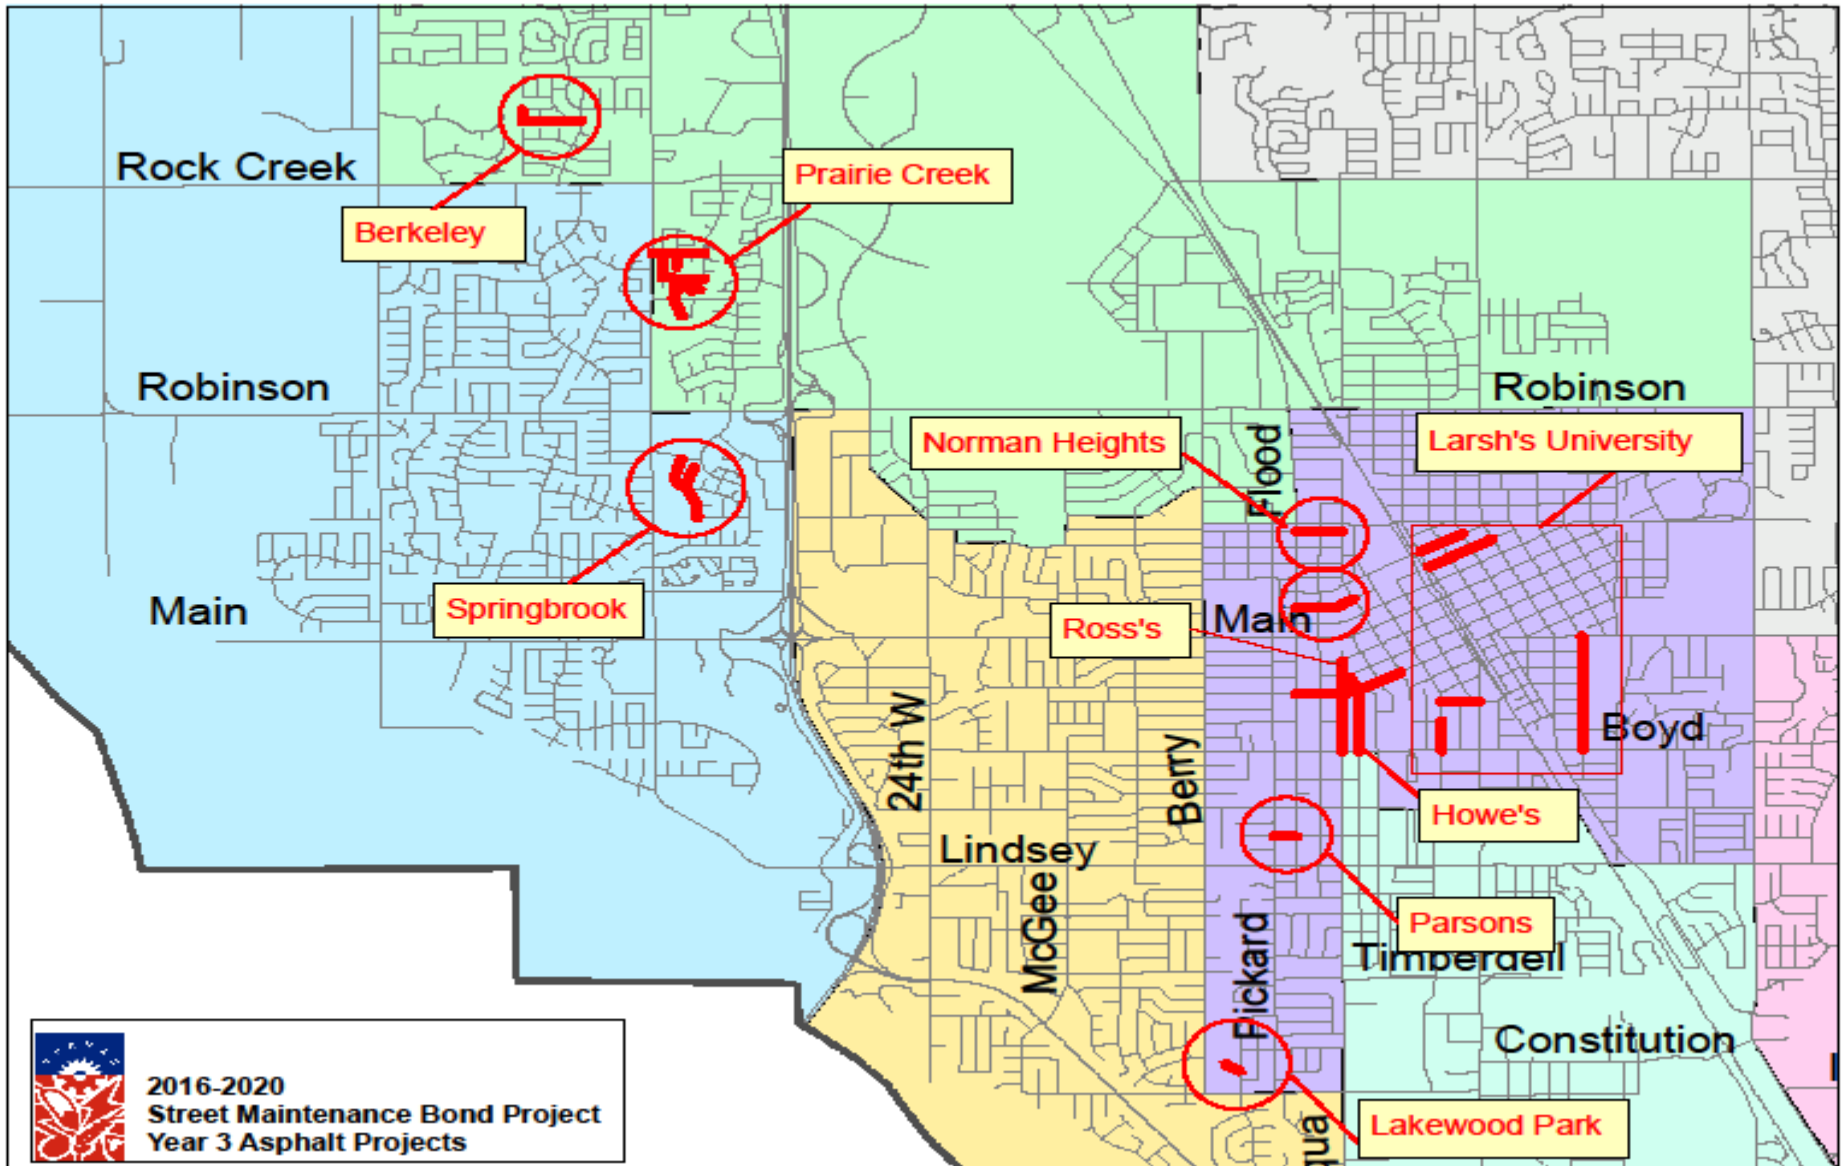 Rock Creek
Prairie Creek
Berkeley
Robinson
Robinson
Norman Heights
Flood
Larsh's University
Main
Springbrook
Ross's
Main
24th W
Berry
Boyd
Howe's
Lindsey
McGee
Pickard
Parsons
Timberdell
Constitution
Lakewood Park
2016-2020
Street Maintenance Bond Project
Year 3 Asphalt Projects